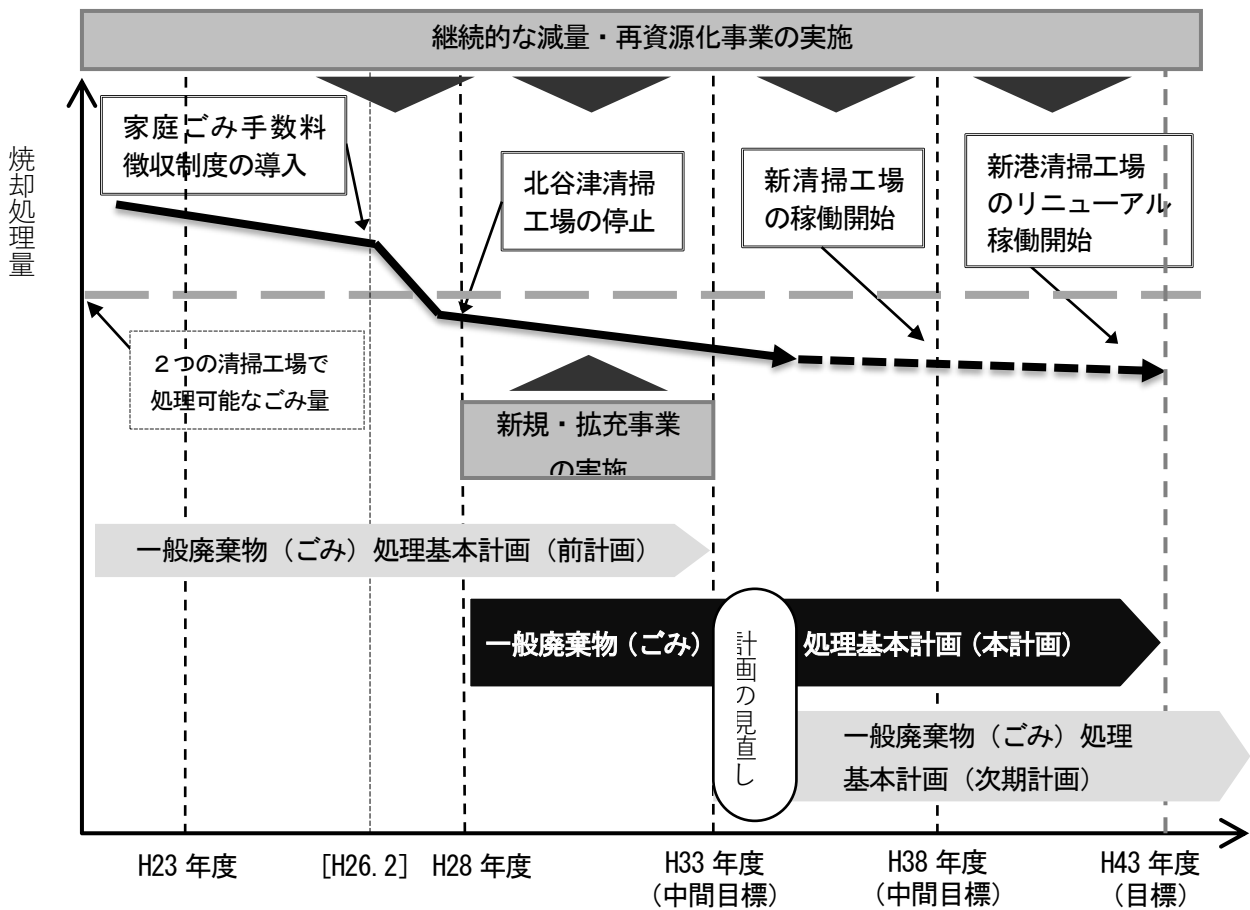 継続的な減量・再資源化事業の実施
焼却処理量
家庭ごみ手数料
徴収制度の導入
北谷津清掃
工場の停止
新清掃工場
の稼働開始
新港清掃工場
のリニューアル
稼働開始
２つの清掃工場で
処理可能なごみ量
新規・拡充事業
の実施
一般廃棄物（ごみ）処理基本計画（前計画）
一般廃棄物（ごみ）
処理基本計画（本計画）
計画の見直し
一般廃棄物（ごみ）処理
基本計画（次期計画）
H23 年度
[H26.2]
H28 年度
H33 年度
（中間目標）
H38 年度
（中間目標）
H43 年度
（目標）